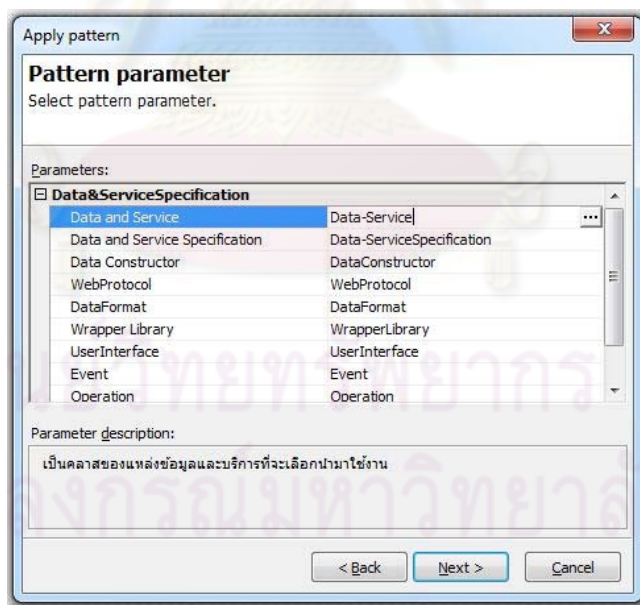 Apply pattern
Pattern parameter
Select pattern parameter.
Parameters:
Data&ServiceSpecification
Data and Service Data-Service
Data and Service Specification Data-ServiceSpecification
Data Constructor DataConstructor
WebProtocol WebProtocol
DataFormat DataFormat
Wrapper Library WrapperLibrary
UserInterface UserInterface
Event Event
Operation Operation
Parameter description:
เป็นคลาสของแหล่งข้อมูลและบริการที่จะเลือกนำมาใช้งาน
< Back Next > Cancel